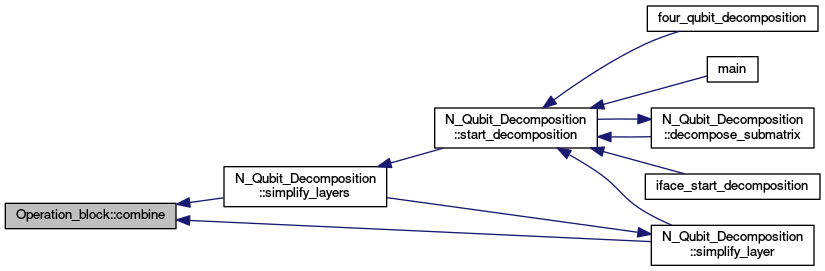 four_qubit_decomposition
main
N_Qubit_Decomposition
::start_decomposition
N_Qubit_Decomposition
::decompose_submatrix
N_Qubit_Decomposition
::simplify_layers
iface_start_decomposition
Operation_block::combine
N_Qubit_Decomposition
::simplify_layer